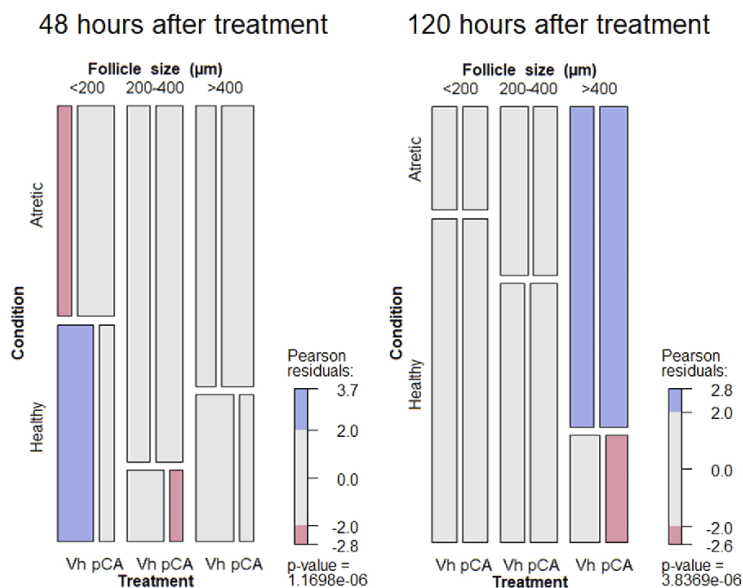 48 hours after treatment
Follicle size (µm)
<200 200-400 >400
Atretic
Healthy
Condition
Vh pCA Vh pCA Vh pCA
Treatment
Pearson
residuals:
3.7
2.0
0.0
-2.0
-2.8
p-value =
1.1698e-06
120 hours after treatment
Follicle size (µm)
<200 200-400 >400
Atretic
Healthy
Condition
Vh pCA Vh pCA Vh pCA
Treatment
Pearson
residuals:
2.8
2.0
0.0
-2.0
-2.6
p-value =
3.8369e-06